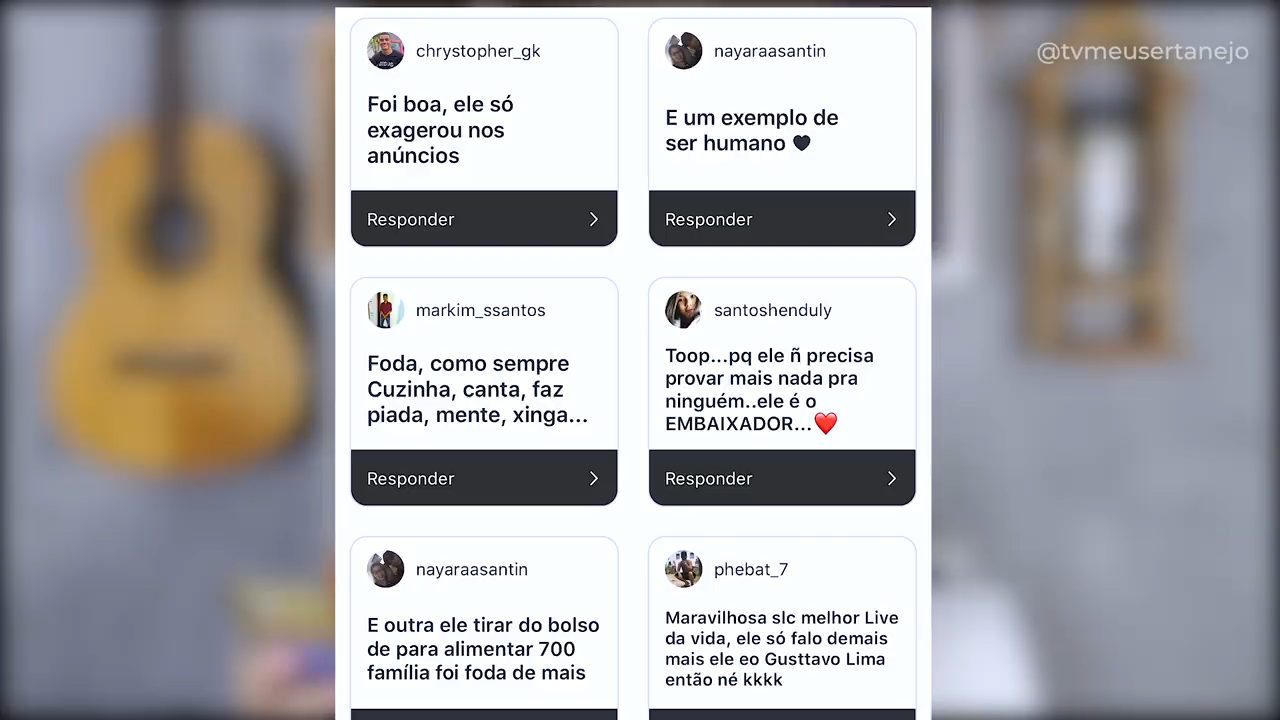 @tvmeusertanejo
chrystopher_gk
Foi boa, ele só
exagerou nos
anúncios
Responder
nayaraasantin
E um exemplo de
ser humano 🖤
Responder
markim_ssantos
Foda, como sempre
Cuzinha, canta, faz
piada, mente, xinga...
Responder
santoshenduly
Toop...pq ele ñ precisa
provar mais nada pra
ninguém..ele é o
EMBAIXADOR...❤️
Responder
nayaraasantin
E outra ele tirar do bolso
de para alimentar 700
família foi foda de mais
phebat_7
Maravilhosa slc melhor Live
da vida, ele só falo demais
mais ele eo Gusttavo Lima
então né kkkk